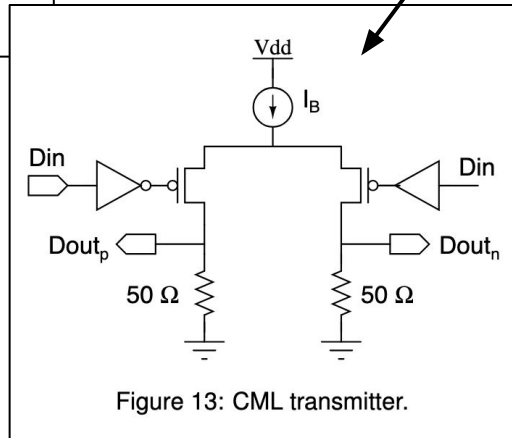 Vdd
I_B
Din
Din
Dout_p
Dout_n
50 Ω
50 Ω
Figure 13: CML transmitter.